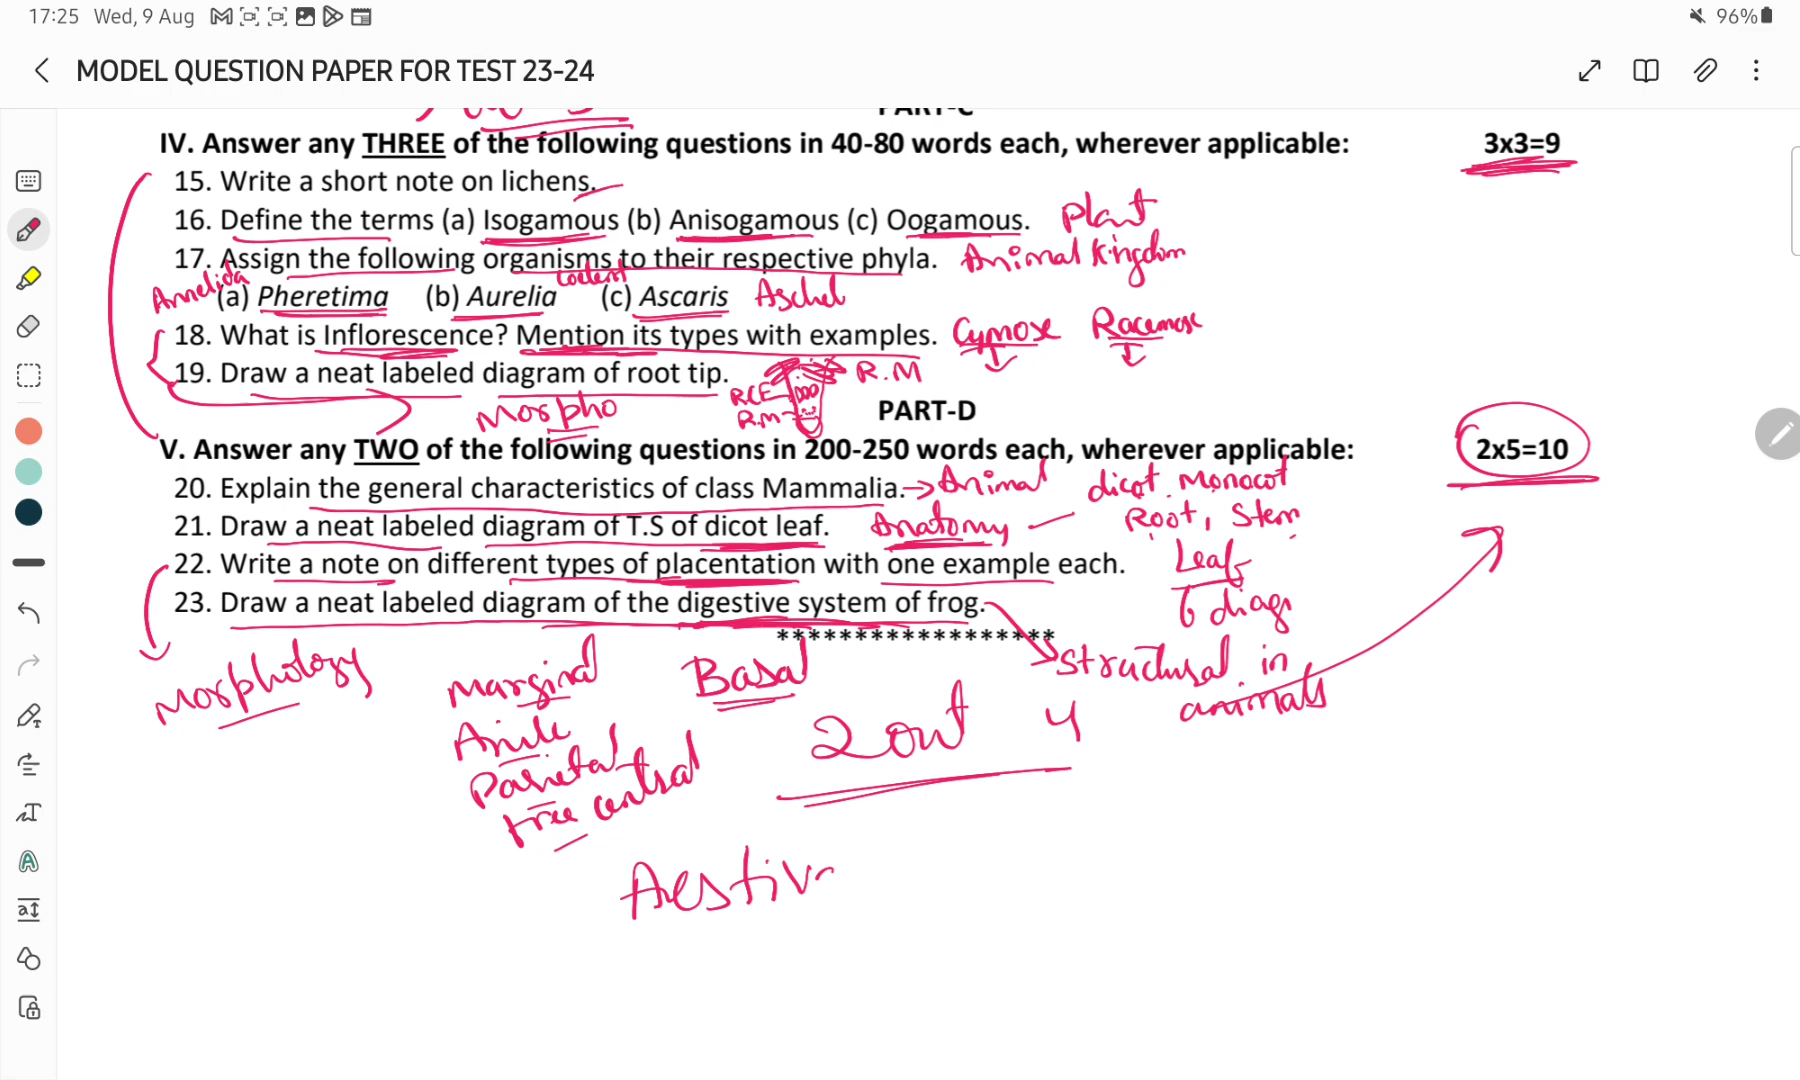 17:25 Wed, 9 Aug 96%
MODEL QUESTION PAPER FOR TEST 23-24
PART-C
IV. Answer any THREE of the following questions in 40-80 words each, wherever applicable: 3x3=9
15. Write a short note on lichens.
16. Define the terms (a) Isogamous (b) Anisogamous (c) Oogamous. Plant
17. Assign the following organisms to their respective phyla. Animal Kingdom
Annelida (a) Pheretima (b) Aurelia Coelent (c) Ascaris Aschel
18. What is Inflorescence? Mention its types with examples. Cymose Racemose
19. Draw a neat labeled diagram of root tip. R.M
RCE
R.M
Morpho
PART-D
V. Answer any TWO of the following questions in 200-250 words each, wherever applicable: 2x5=10
20. Explain the general characteristics of class Mammalia. Animal dicot Monocot
21. Draw a neat labeled diagram of T.S of dicot leaf. Anatomy Root, Stem
22. Write a note on different types of placentation with one example each. Leaf
23. Draw a neat labeled diagram of the digestive system of frog. 6 diag
******************
Structural in
animals
Morphology
Marginal Basal
Axile
Parietal
Free central
2 out 4
Aestiv